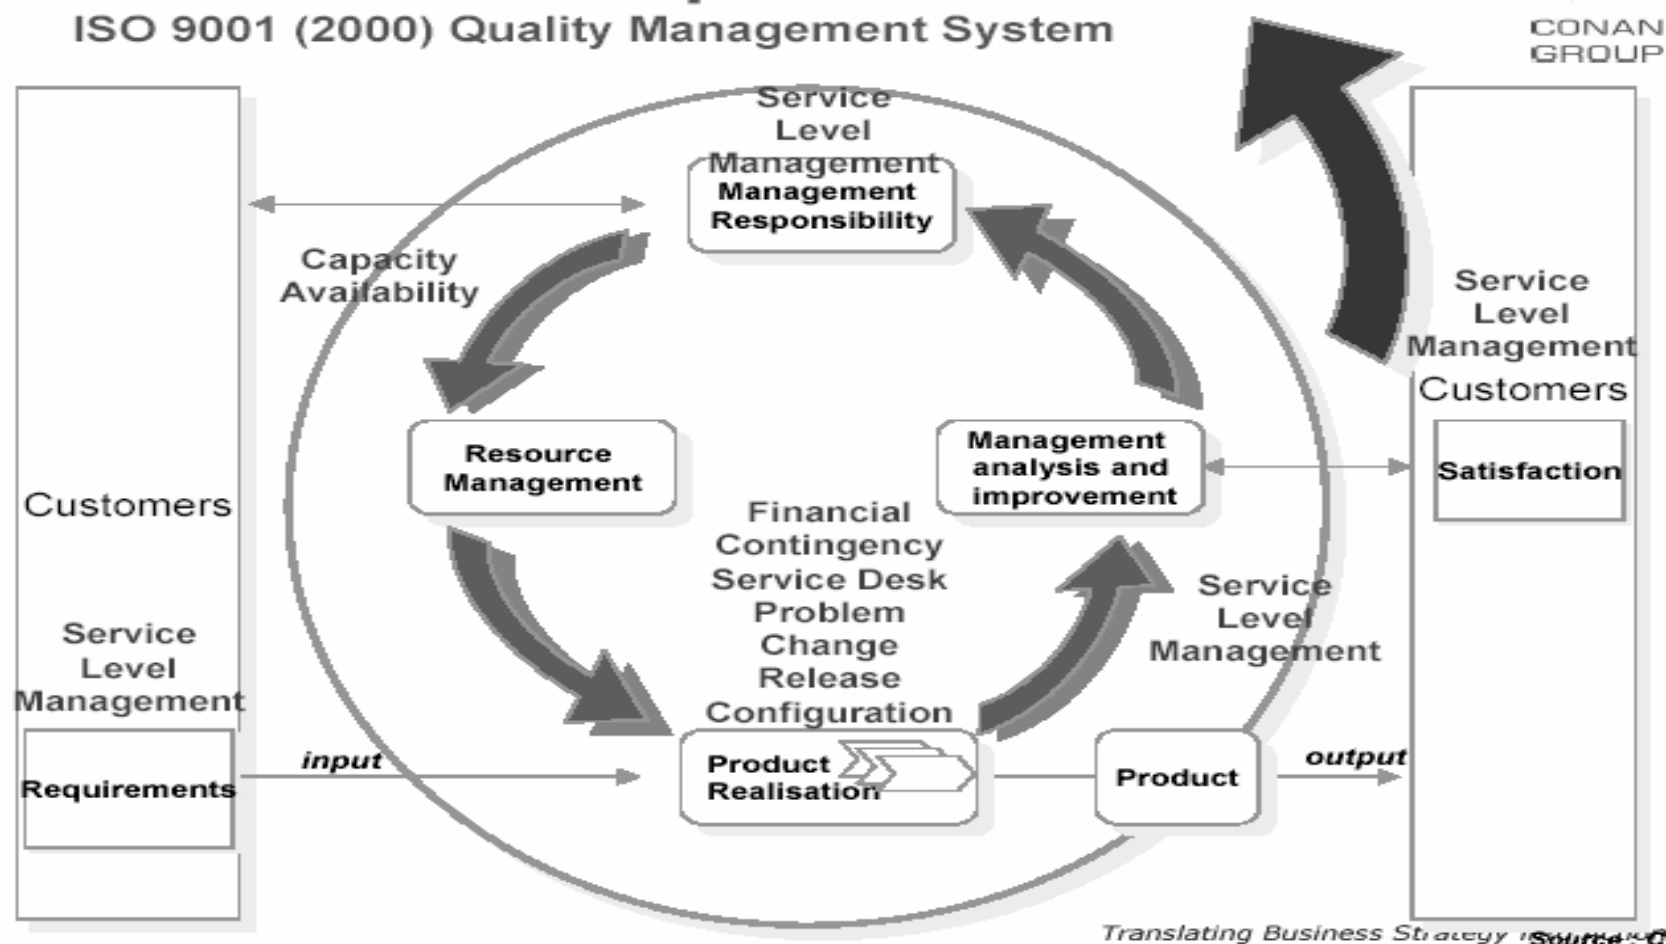 ISO 9001 (2000) Quality Management System
CONAN
GROUP
Service
Level
Management
Management
Responsibility
Capacity
Availability
Service
Level
Management
Customers
Satisfaction
Resource
Management
Management
analysis and
improvement
Customers
Financial
Contingency
Service Desk
Problem
Change
Release
Configuration
Service
Level
Management
Service
Level
Management
Requirements
input
Product
Realisation
Product
output
Translating Business Strategy
Source